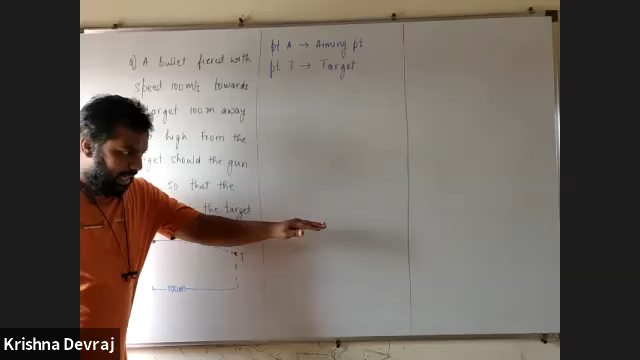 Q) A bullet fired with
speed 100m/s towards
target 100m away
high from the
should the gun
so that the
the target
T
100m
pt A → Aiming pt
pt T → Target
Krishna Devraj